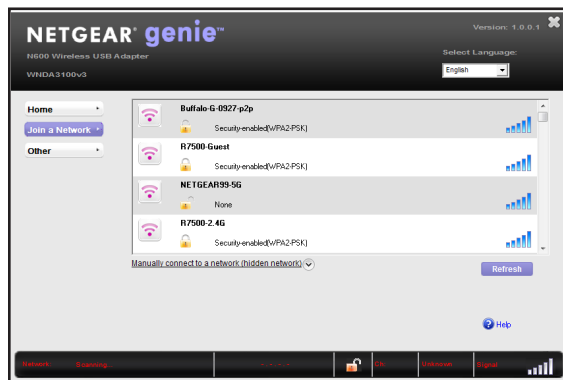 NETGEAR® genie™
Version: 1.0.0.1
N600 Wireless USB Adapter
Select Language:
WNDA3100v3
English
Home
Join a Network
Other
Buffalo-G-0927-p2p
Security-enabled(WPA2-PSK)
R7500-Guest
Security-enabled(WPA2-PSK)
NETGEAR99-5G
None
R7500-2.4G
Security-enabled(WPA2-PSK)
Manually connect to a network (hidden network)
Refresh
Help
Network: Scanning... - - - - Ch: Unknown Signal